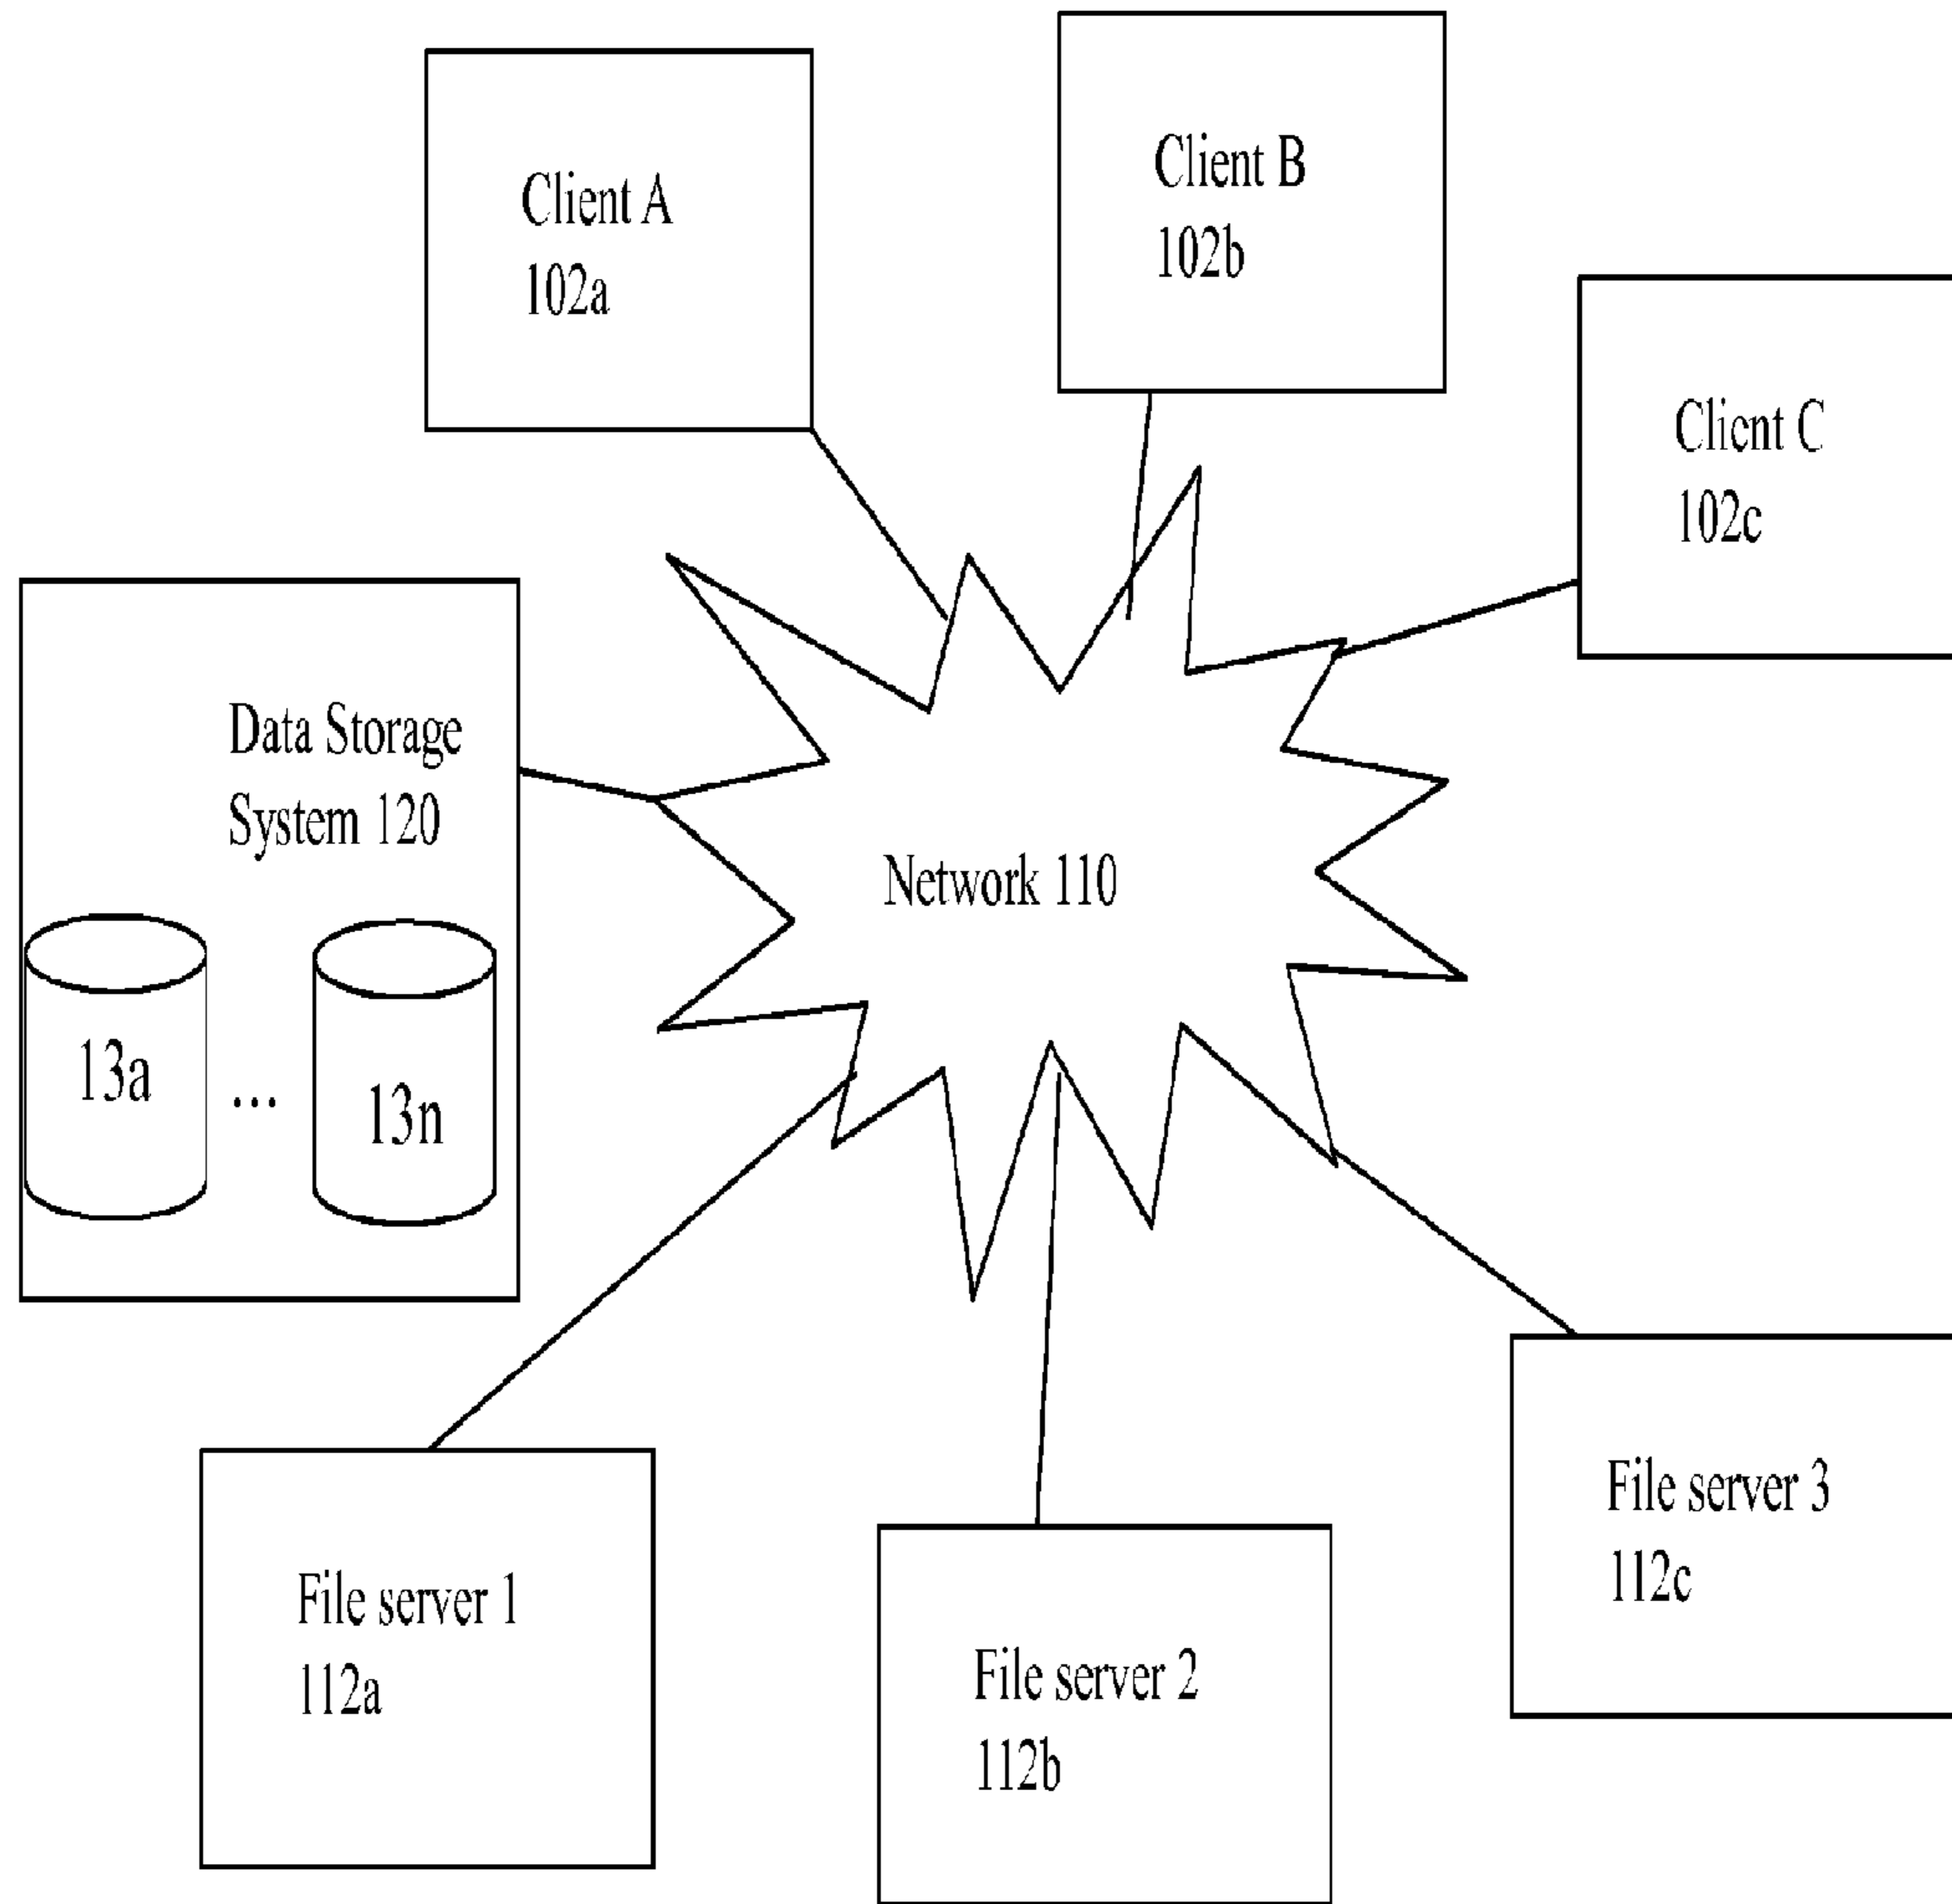 Client A
102a
Client B
102b
Client C
102c
Data Storage
System 120
13a
...
13n
Network 110
File server 1
112a
File server 2
112b
File server 3
112c